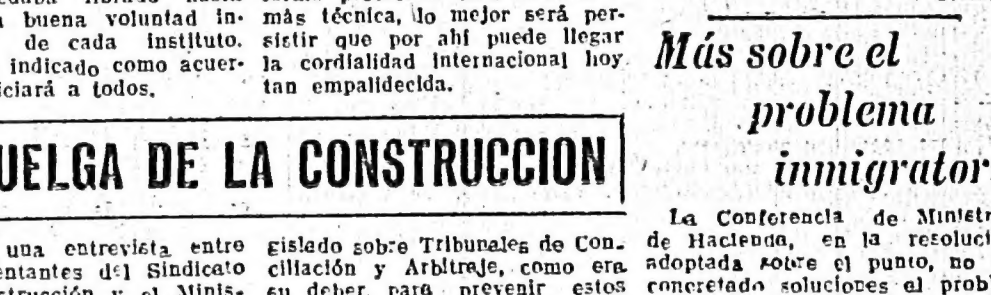 buena voluntad in-
de cada instituto.
indicado como acuer-
ciará a todos.
más técnica, lo mejor será per-
sistir que por ahí puede llegar
la cordialidad internacional hoy
tan empalidecida.
UELGA DE LA CONSTRUCCION
una entrevista entre
entantes del Sindicato
strucción y el Minis-
gislado sobre Tribunales de Con-
ciliación y Arbitraje, como era
su deber, para prevenir estos
Más sobre el
problema
inmigrator
La Conferencia de Ministr
de Hacienda, en la resoluci
adoptada sobre el punto, no
concretado soluciones al probl